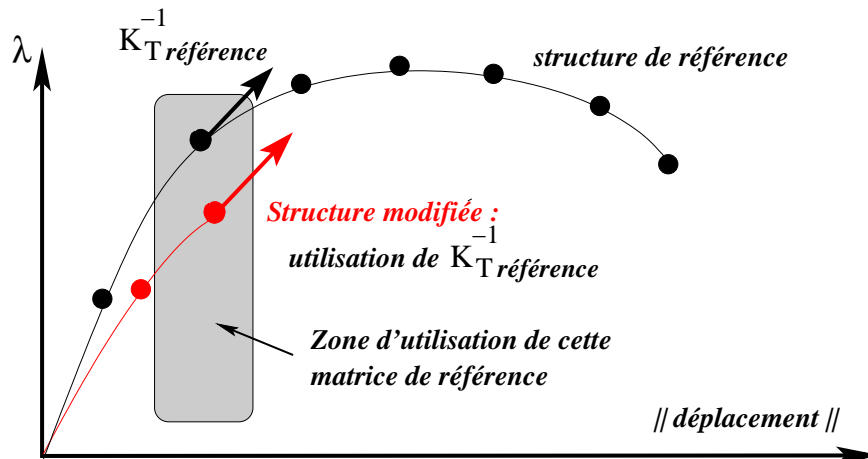 K_T^{-1} référence
λ
structure de référence
Structure modifiée :
utilisation de K_T^{-1} référence
Zone d'utilisation de cette
matrice de référence
|| déplacement ||